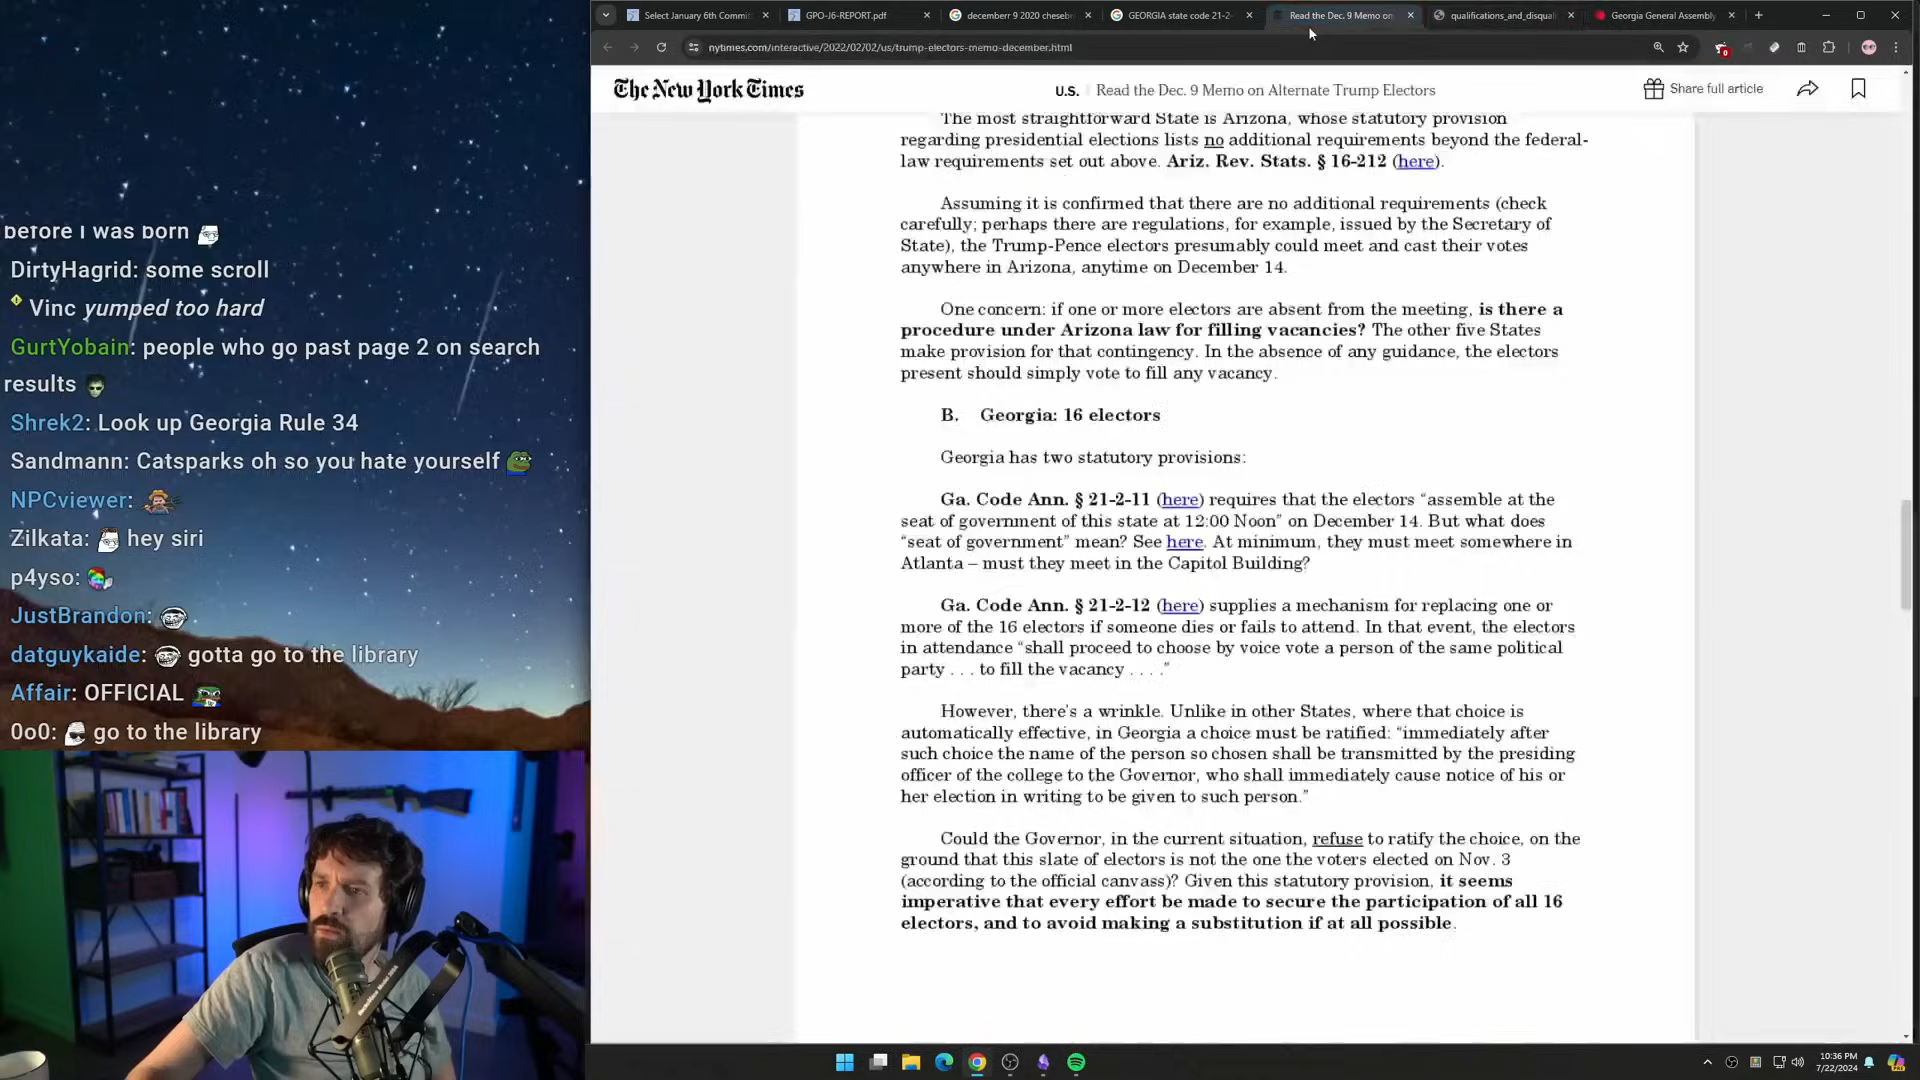 Select January 6th Commit
GPO-J6-REPORT.pdf
decemberr 9 2020 chesebr
GEORGIA state code 21-2-
Read the Dec. 9 Memo on
qualifications_and_disqual
Georgia General Assembly
nytimes.com/interactive/2022/02/02/us/trump-electors-memo-december.html
0
The New York Times
U.S.
Read the Dec. 9 Memo on Alternate Trump Electors
Share full article
before I was born
DirtyHagrid: some scroll
Vinc yumped too hard
GurtYobain: people who go past page 2 on search
results
Shrek2: Look up Georgia Rule 34
Sandmann: Catsparks oh so you hate yourself
NPCviewer:
Zilkata: hey siri
p4yso:
JustBrandon:
datguykaide: gotta go to the library
Affair: OFFICIAL
0o0: go to the library
The most straightforward State is Arizona, whose statutory provision
regarding presidential elections lists no additional requirements beyond the federal-
law requirements set out above. Ariz. Rev. Stats. § 16-212 (here).
Assuming it is confirmed that there are no additional requirements (check
carefully; perhaps there are regulations, for example, issued by the Secretary of
State), the Trump-Pence electors presumably could meet and cast their votes
anywhere in Arizona, anytime on December 14.
One concern: if one or more electors are absent from the meeting, is there a
procedure under Arizona law for filling vacancies? The other five States
make provision for that contingency. In the absence of any guidance, the electors
present should simply vote to fill any vacancy.
B. Georgia: 16 electors
Georgia has two statutory provisions:
Ga. Code Ann. § 21-2-11 (here) requires that the electors “assemble at the
seat of government of this state at 12:00 Noon” on December 14. But what does
“seat of government” mean? See here. At minimum, they must meet somewhere in
Atlanta – must they meet in the Capitol Building?
Ga. Code Ann. § 21-2-12 (here) supplies a mechanism for replacing one or
more of the 16 electors if someone dies or fails to attend. In that event, the electors
in attendance “shall proceed to choose by voice vote a person of the same political
party . . . to fill the vacancy . . . .”
However, there’s a wrinkle. Unlike in other States, where that choice is
automatically effective, in Georgia a choice must be ratified: “immediately after
such choice the name of the person so chosen shall be transmitted by the presiding
officer of the college to the Governor, who shall immediately cause notice of his or
her election in writing to be given to such person.”
Could the Governor, in the current situation, refuse to ratify the choice, on the
ground that this slate of electors is not the one the voters elected on Nov. 3
(according to the official canvass)? Given this statutory provision, it seems
imperative that every effort be made to secure the participation of all 16
electors, and to avoid making a substitution if at all possible.
10:36 PM
7/22/2024